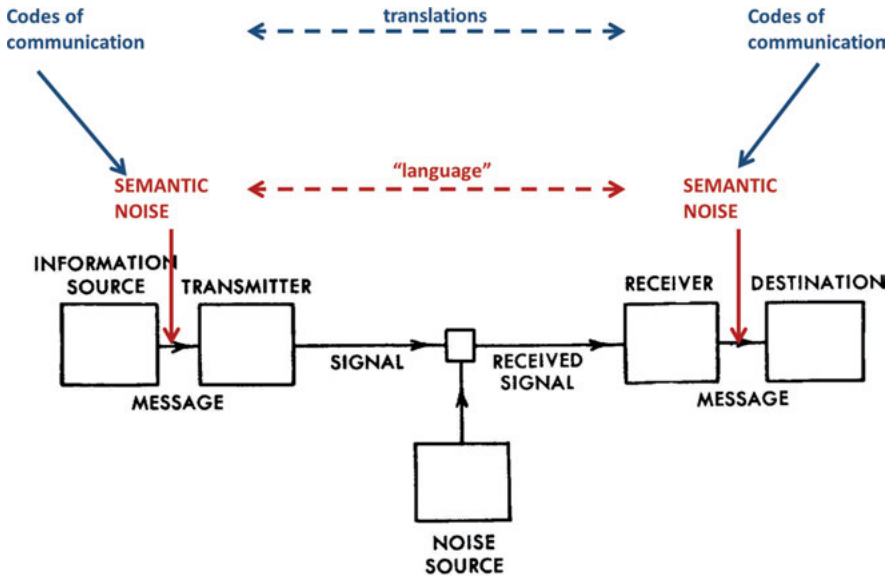 Codes of
communication
translations
Codes of
communication
SEMANTIC
NOISE
“language”
SEMANTIC
NOISE
INFORMATION
SOURCE
TRANSMITTER
RECEIVER
DESTINATION
SIGNAL
RECEIVED
SIGNAL
MESSAGE
MESSAGE
NOISE
SOURCE